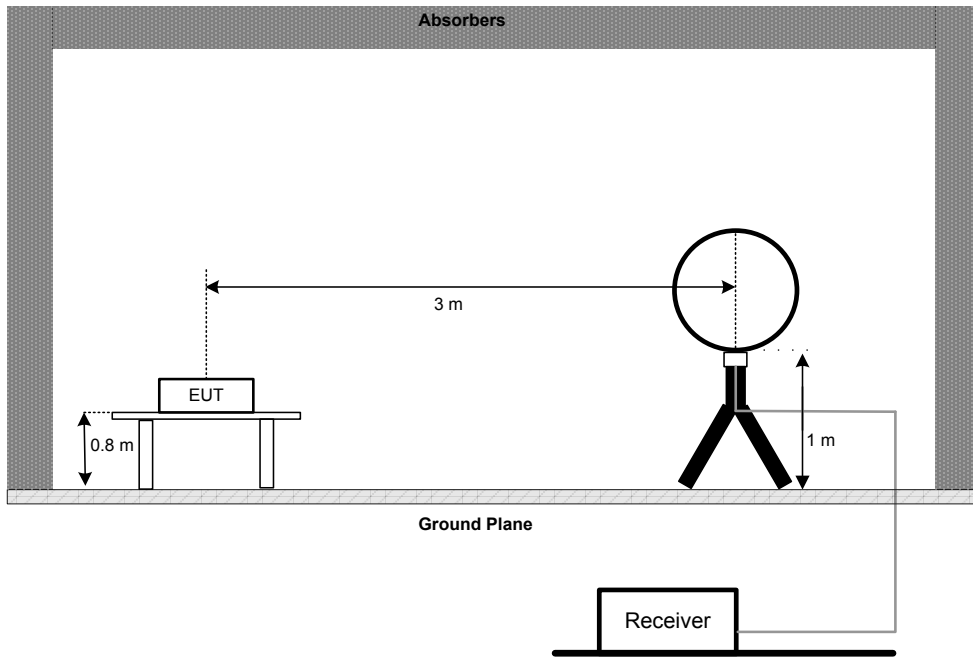 Absorbers
3 m
EUT
0.8 m
1 m
Ground Plane
Receiver